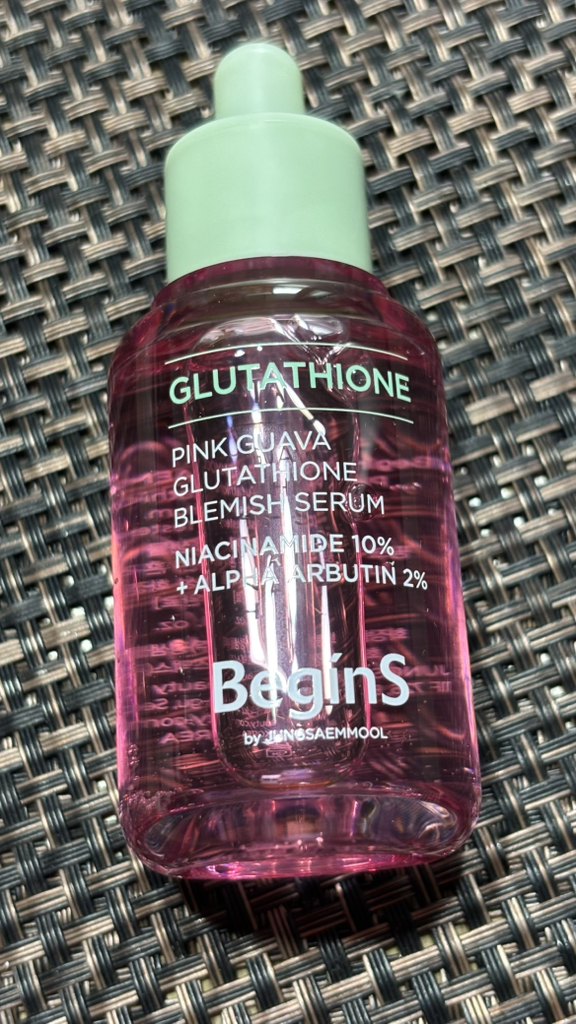 GLUTATHIONE
PINK GUAVA
GLUTATHIONE
BLEMISH SERUM
NIACINAMIDE 10%
+ ALPHA ARBUTIN 2%
BeginS
by JUNGSAEMMOOL